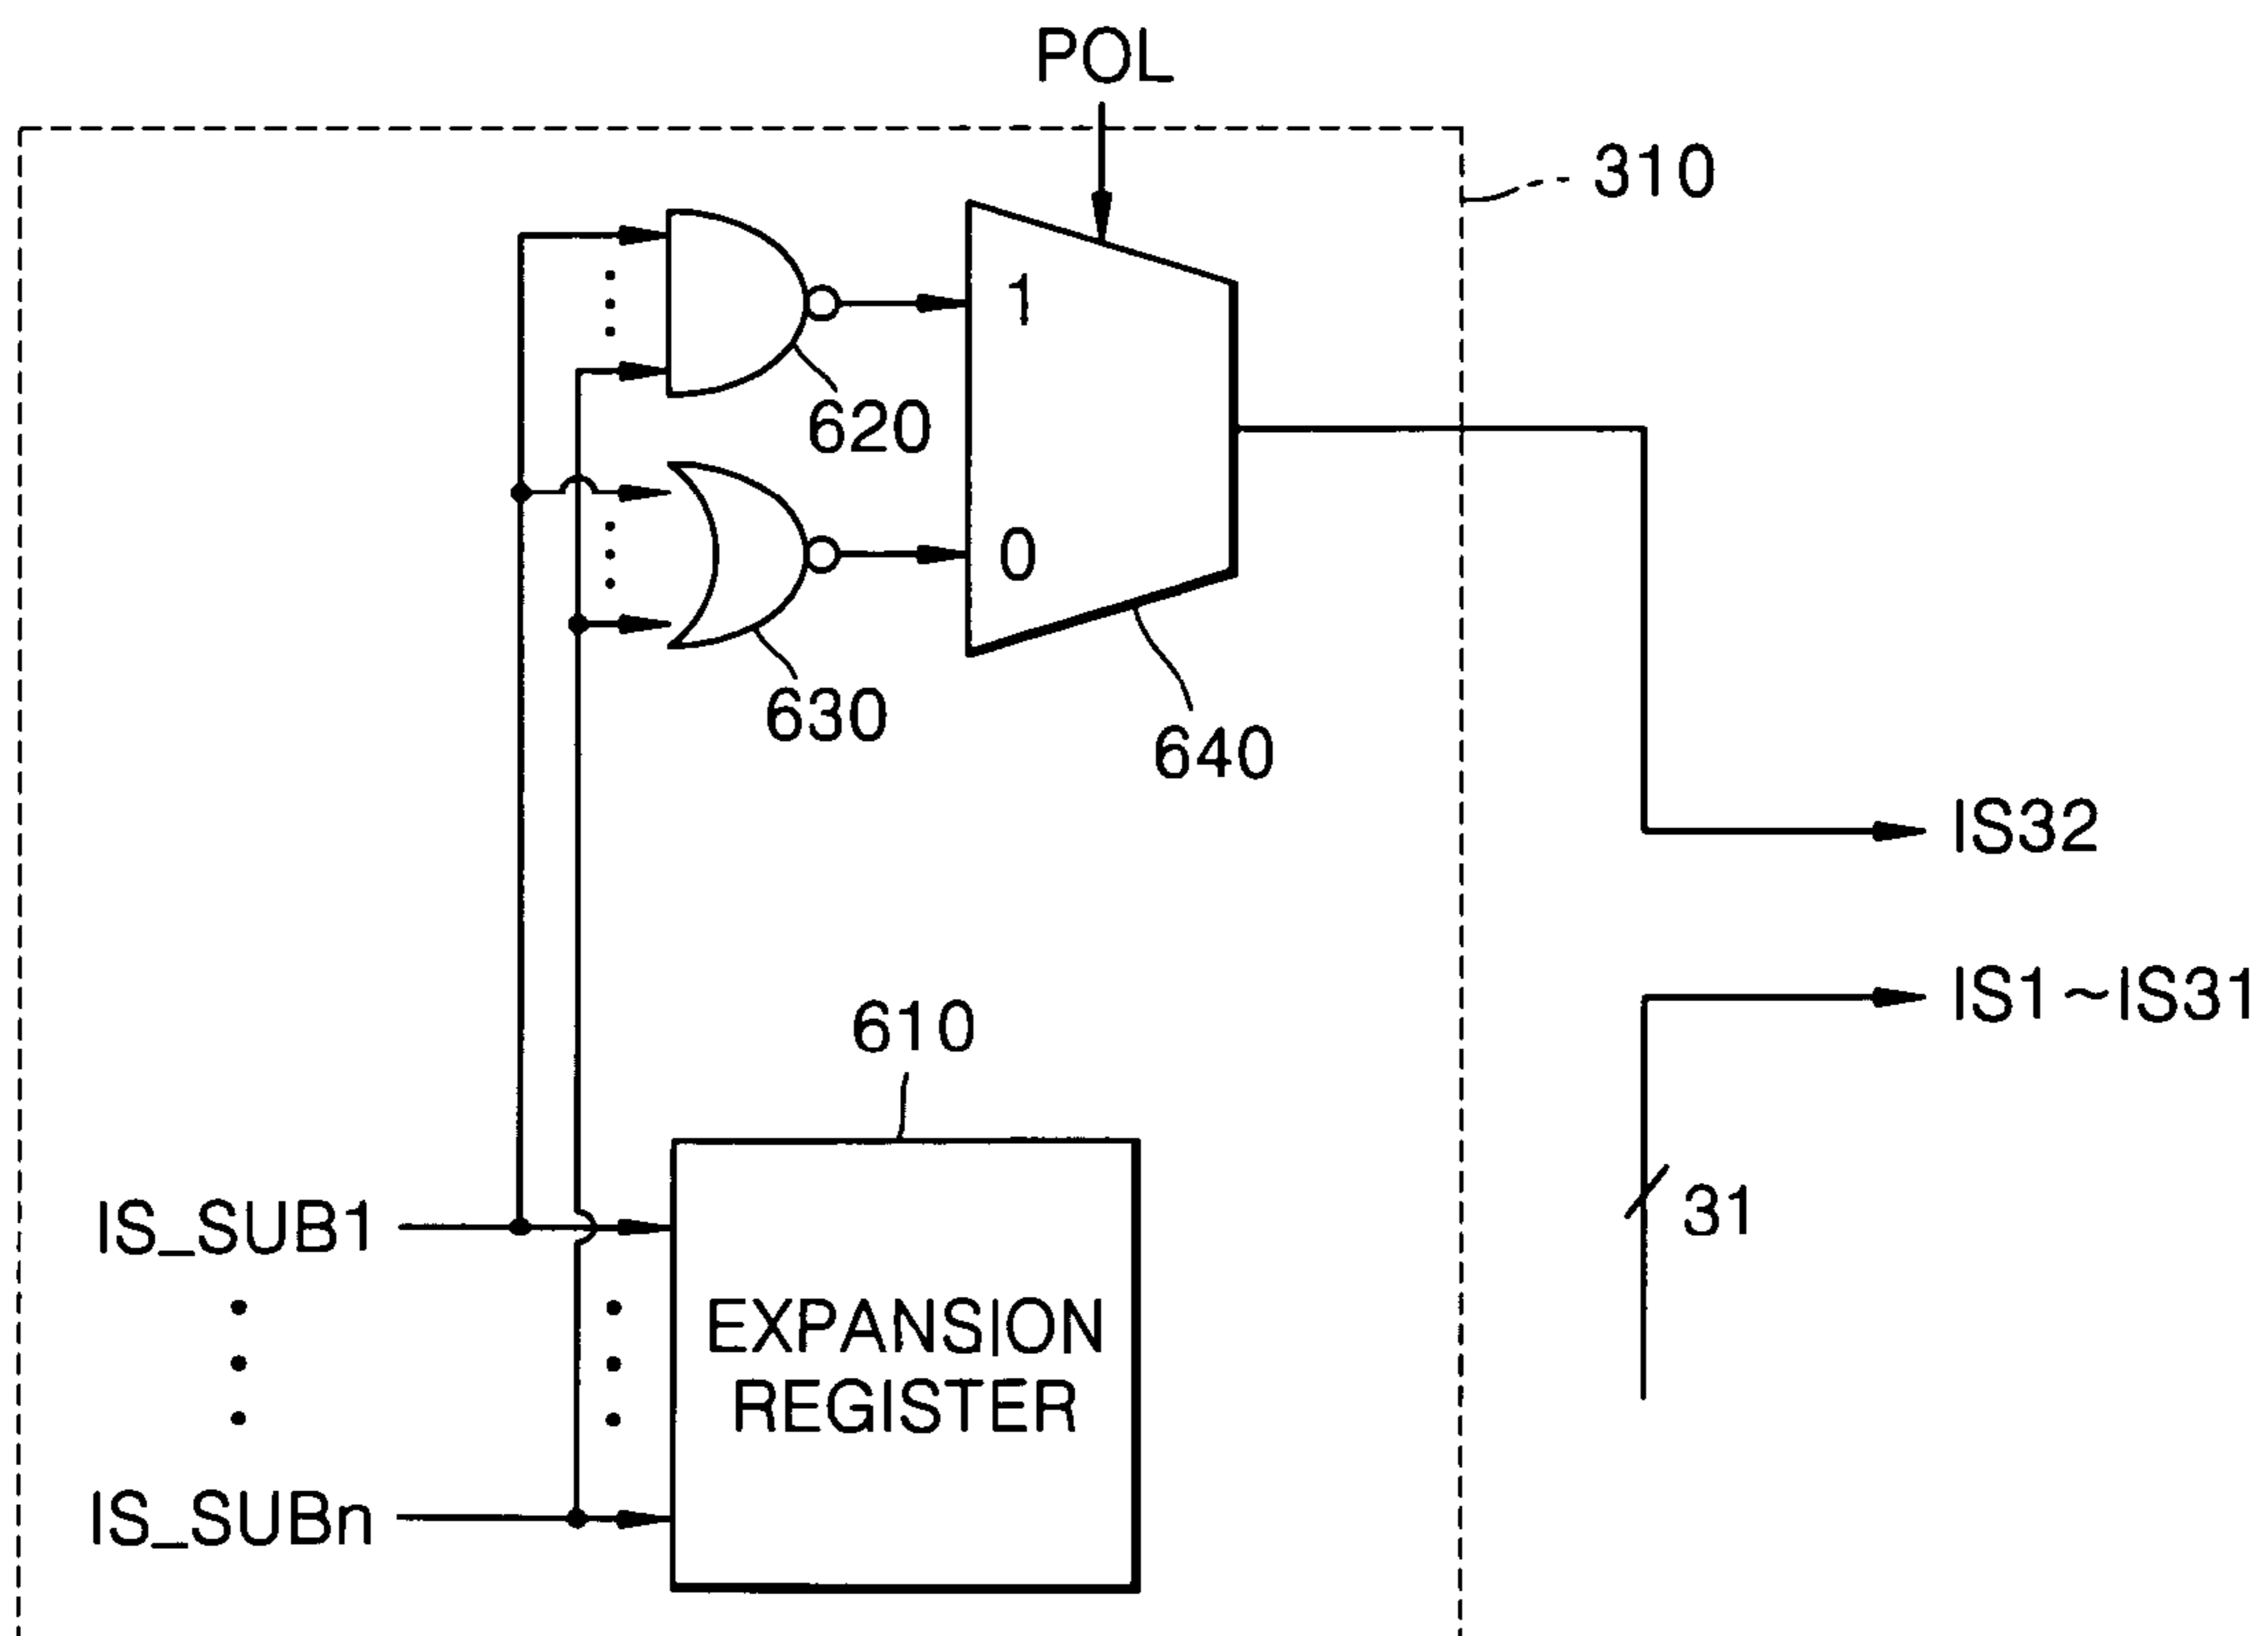 POL
310
1
620
0
630
640
IS32
IS1~IS31
610
31
IS_SUB1
EXPANSION
REGISTER
IS_SUBn